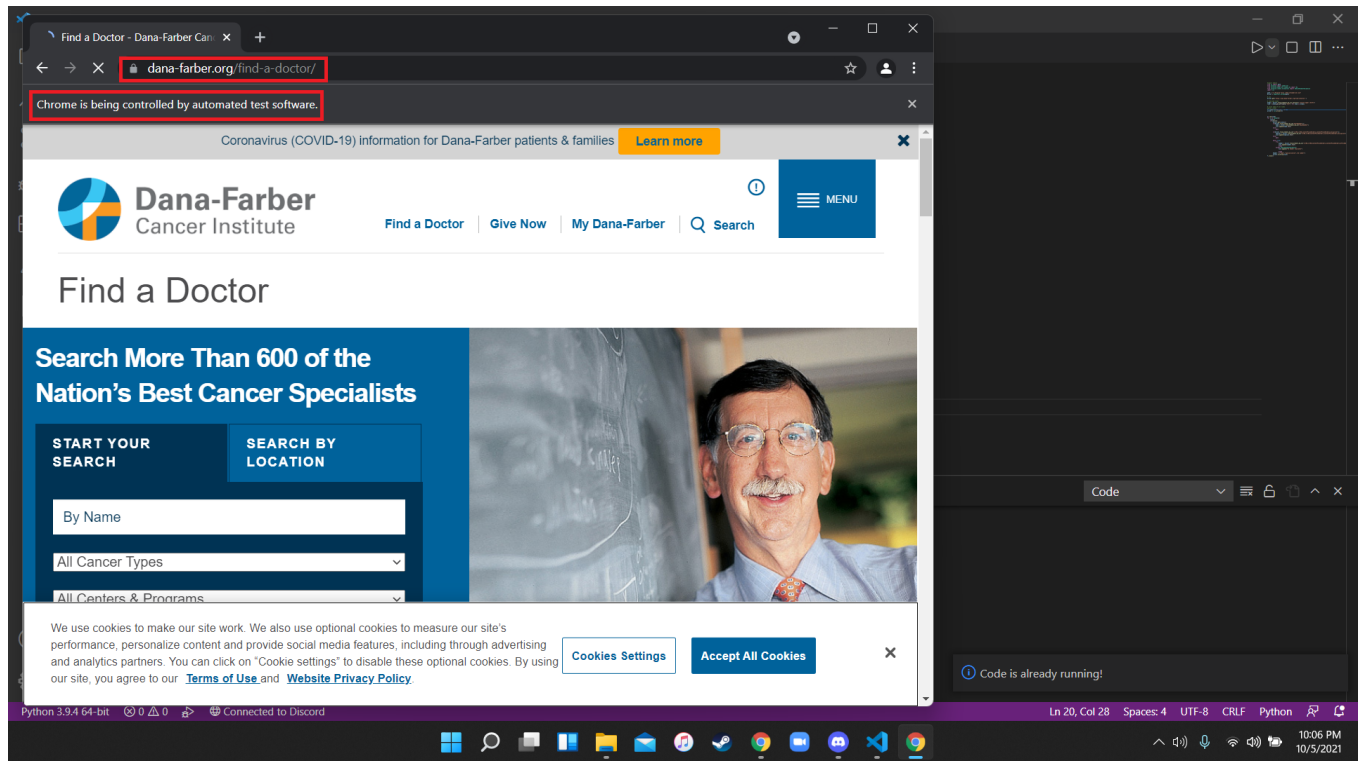 Find a Doctor - Dana-Farber Canc
dana-farber.org/find-a-doctor/
Chrome is being controlled by automated test software.
Coronavirus (COVID-19) information for Dana-Farber patients & families
Learn more
Dana-Farber
Cancer Institute
Find a Doctor
Give Now
My Dana-Farber
Search
MENU
Find a Doctor
Search More Than 600 of the
Nation's Best Cancer Specialists
START YOUR
SEARCH
SEARCH BY
LOCATION
By Name
All Cancer Types
All Centers & Programs
We use cookies to make our site work. We also use optional cookies to measure our site's
performance, personalize content and provide social media features, including through advertising
and analytics partners. You can click on "Cookie settings" to disable these optional cookies. By using
our site, you agree to our Terms of Use and Website Privacy Policy.
Cookies Settings
Accept All Cookies
Code
Code is already running!
Python 3.9.4 64-bit 0 0 Connected to Discord
Ln 20, Col 28 Spaces: 4 UTF-8 CRLF Python
10:06 PM
10/5/2021